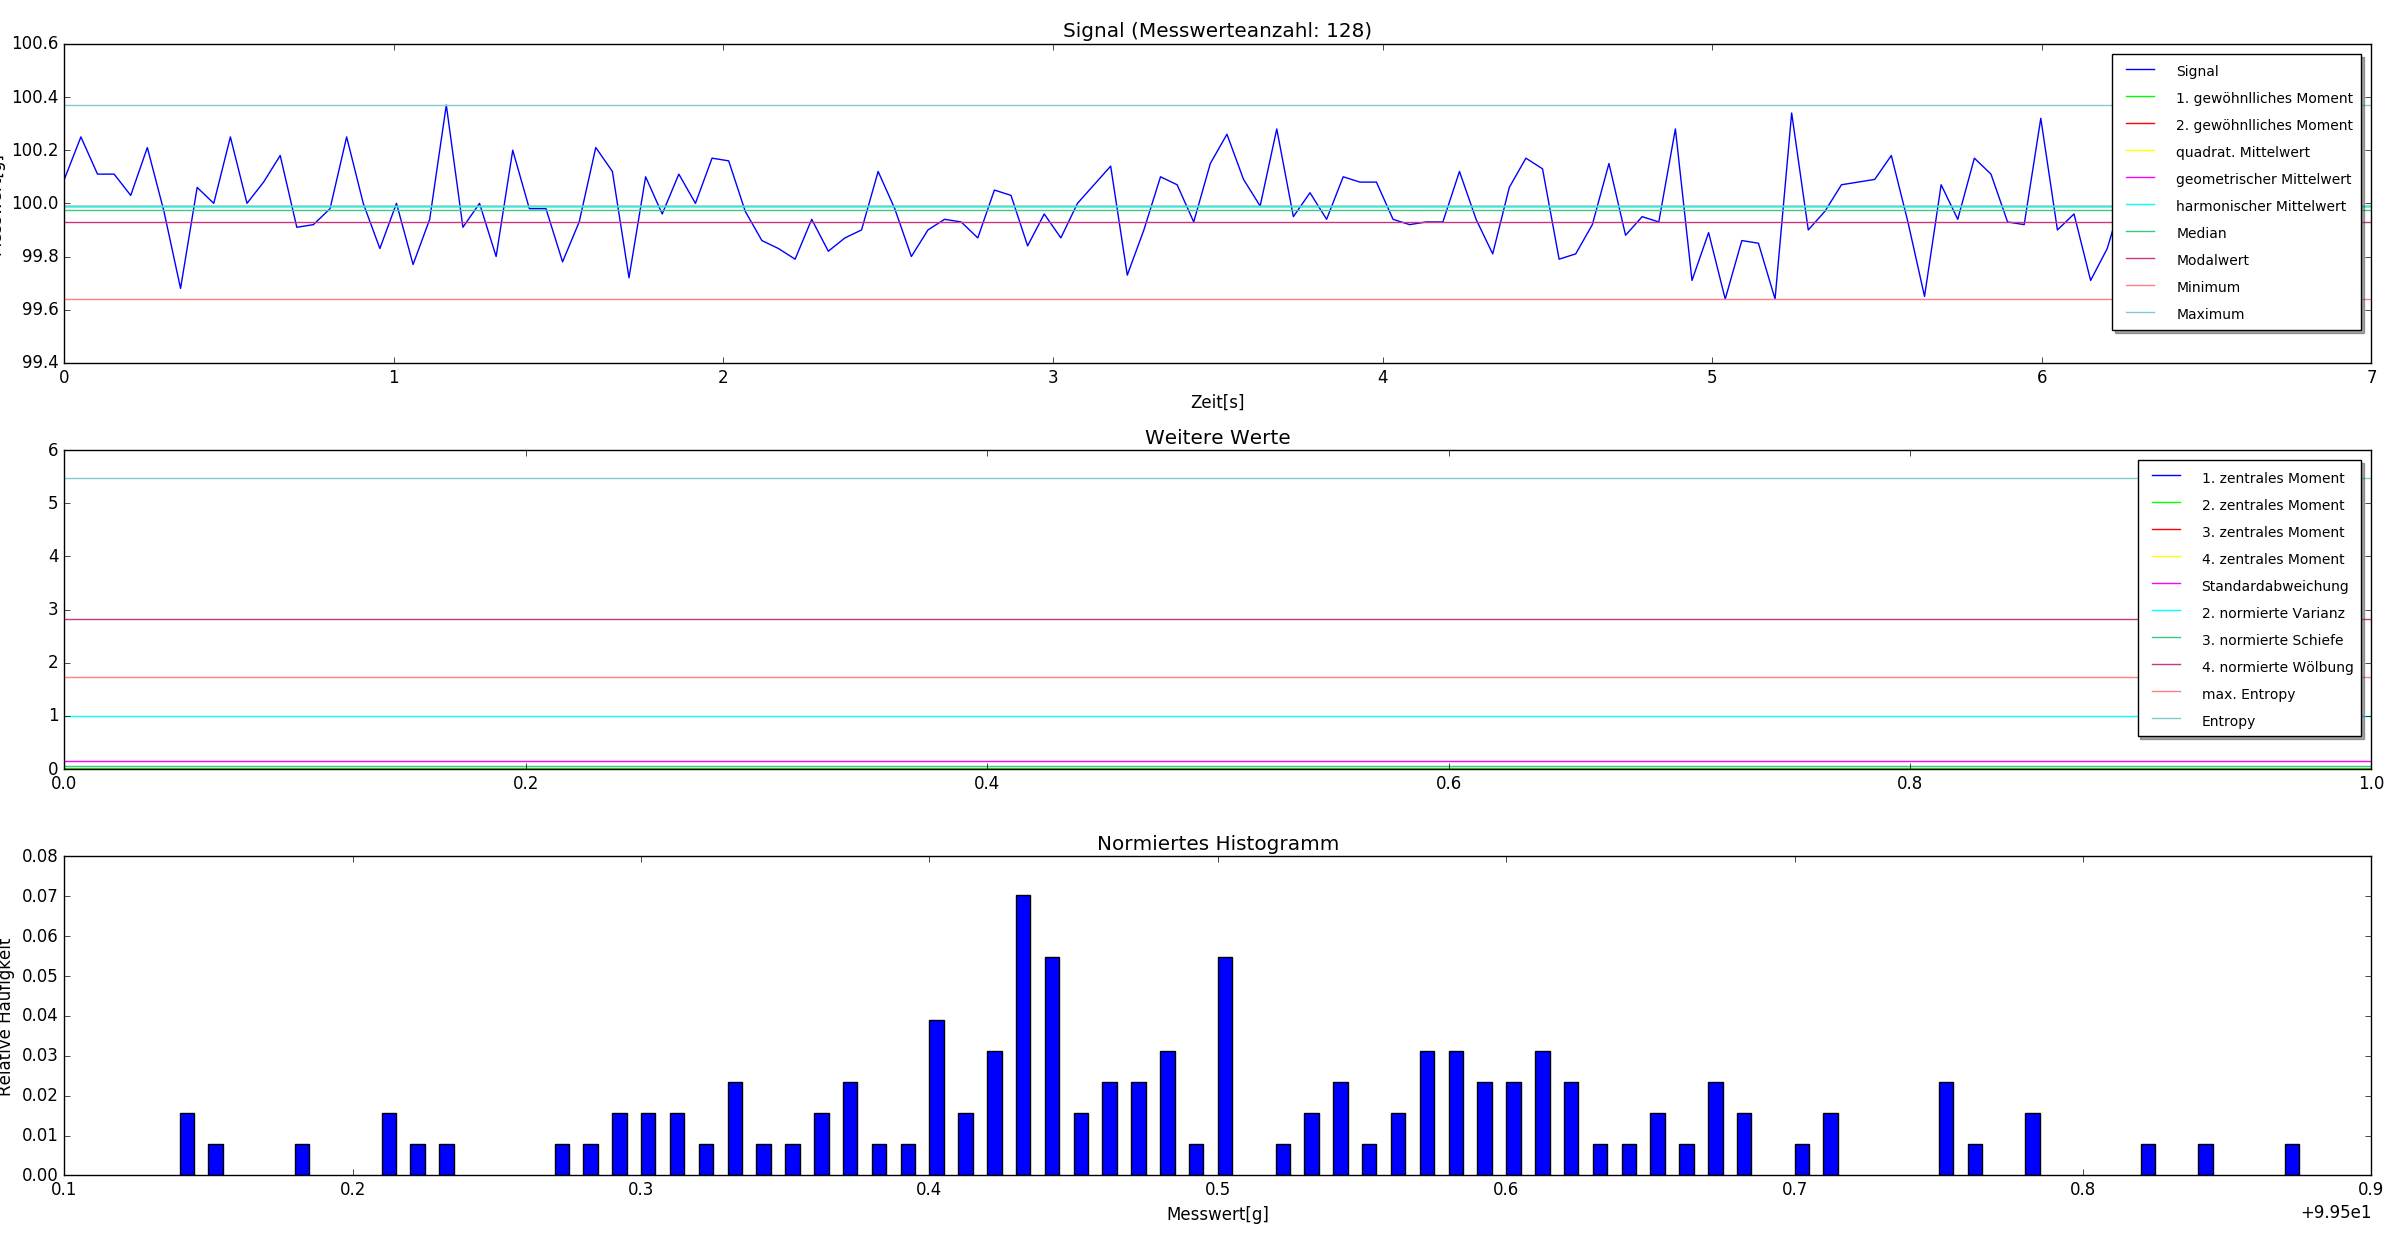 Signal (Messwerteanzahl: 128)
100.6
100.4
100.2
100.0
99.8
99.6
99.4
0 1 2 3 4 5 6 7
Zeit[s]
Signal
1. gewöhnlliches Moment
2. gewöhnlliches Moment
quadrat. Mittelwert
geometrischer Mittelwert
harmonischer Mittelwert
Median
Modalwert
Minimum
Maximum
Weitere Werte
6
5
4
3
2
1
0
0.0 0.2 0.4 0.6 0.8 1.0
1. zentrales Moment
2. zentrales Moment
3. zentrales Moment
4. zentrales Moment
Standardabweichung
2. normierte Varianz
3. normierte Schiefe
4. normierte Wölbung
max. Entropy
Entropy
Normiertes Histogramm
Relative Häufigkeit
0.08
0.07
0.06
0.05
0.04
0.03
0.02
0.01
0.00
0.1 0.2 0.3 0.4 0.5 0.6 0.7 0.8 0.9
Messwert[g]
+9.95e1